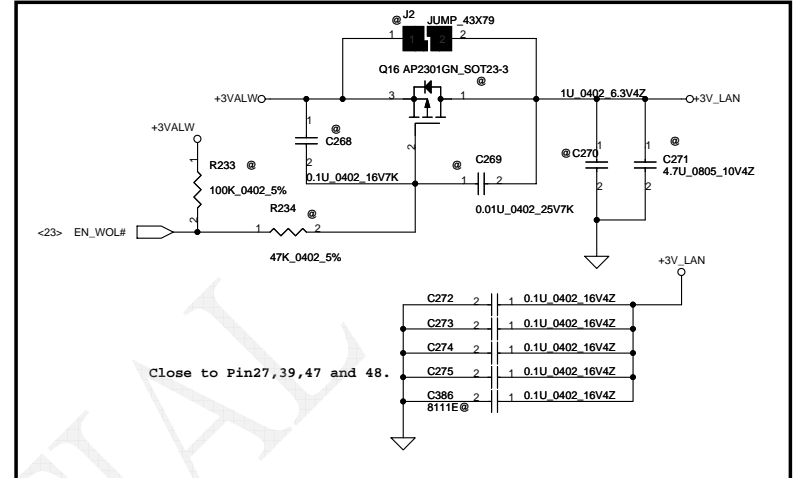 @ J2 JUMP_43X79
1 1 2 2
Q16 AP2301GN_SOT23-3
@
+3VALW 3 1 1U_0402_6.3V4Z +3V_LAN
+3VALW
1 @ C268 2
2
@ C269
@ C270 1 2
1 @ C271 2
4.7U_0805_10V4Z
1 R233 @
100K_0402_5%
2
0.1U_0402_16V7K
1 2
0.01U_0402_25V7K
R234 @
<23> EN_WOL# 1 2
47K_0402_5%
+3V_LAN
C272 2 1 0.1U_0402_16V4Z
C273 2 1 0.1U_0402_16V4Z
C274 2 1 0.1U_0402_16V4Z
Close to Pin27,39,47 and 48.
C275 2 1 0.1U_0402_16V4Z
C386 2 1 0.1U_0402_16V4Z
8111E@